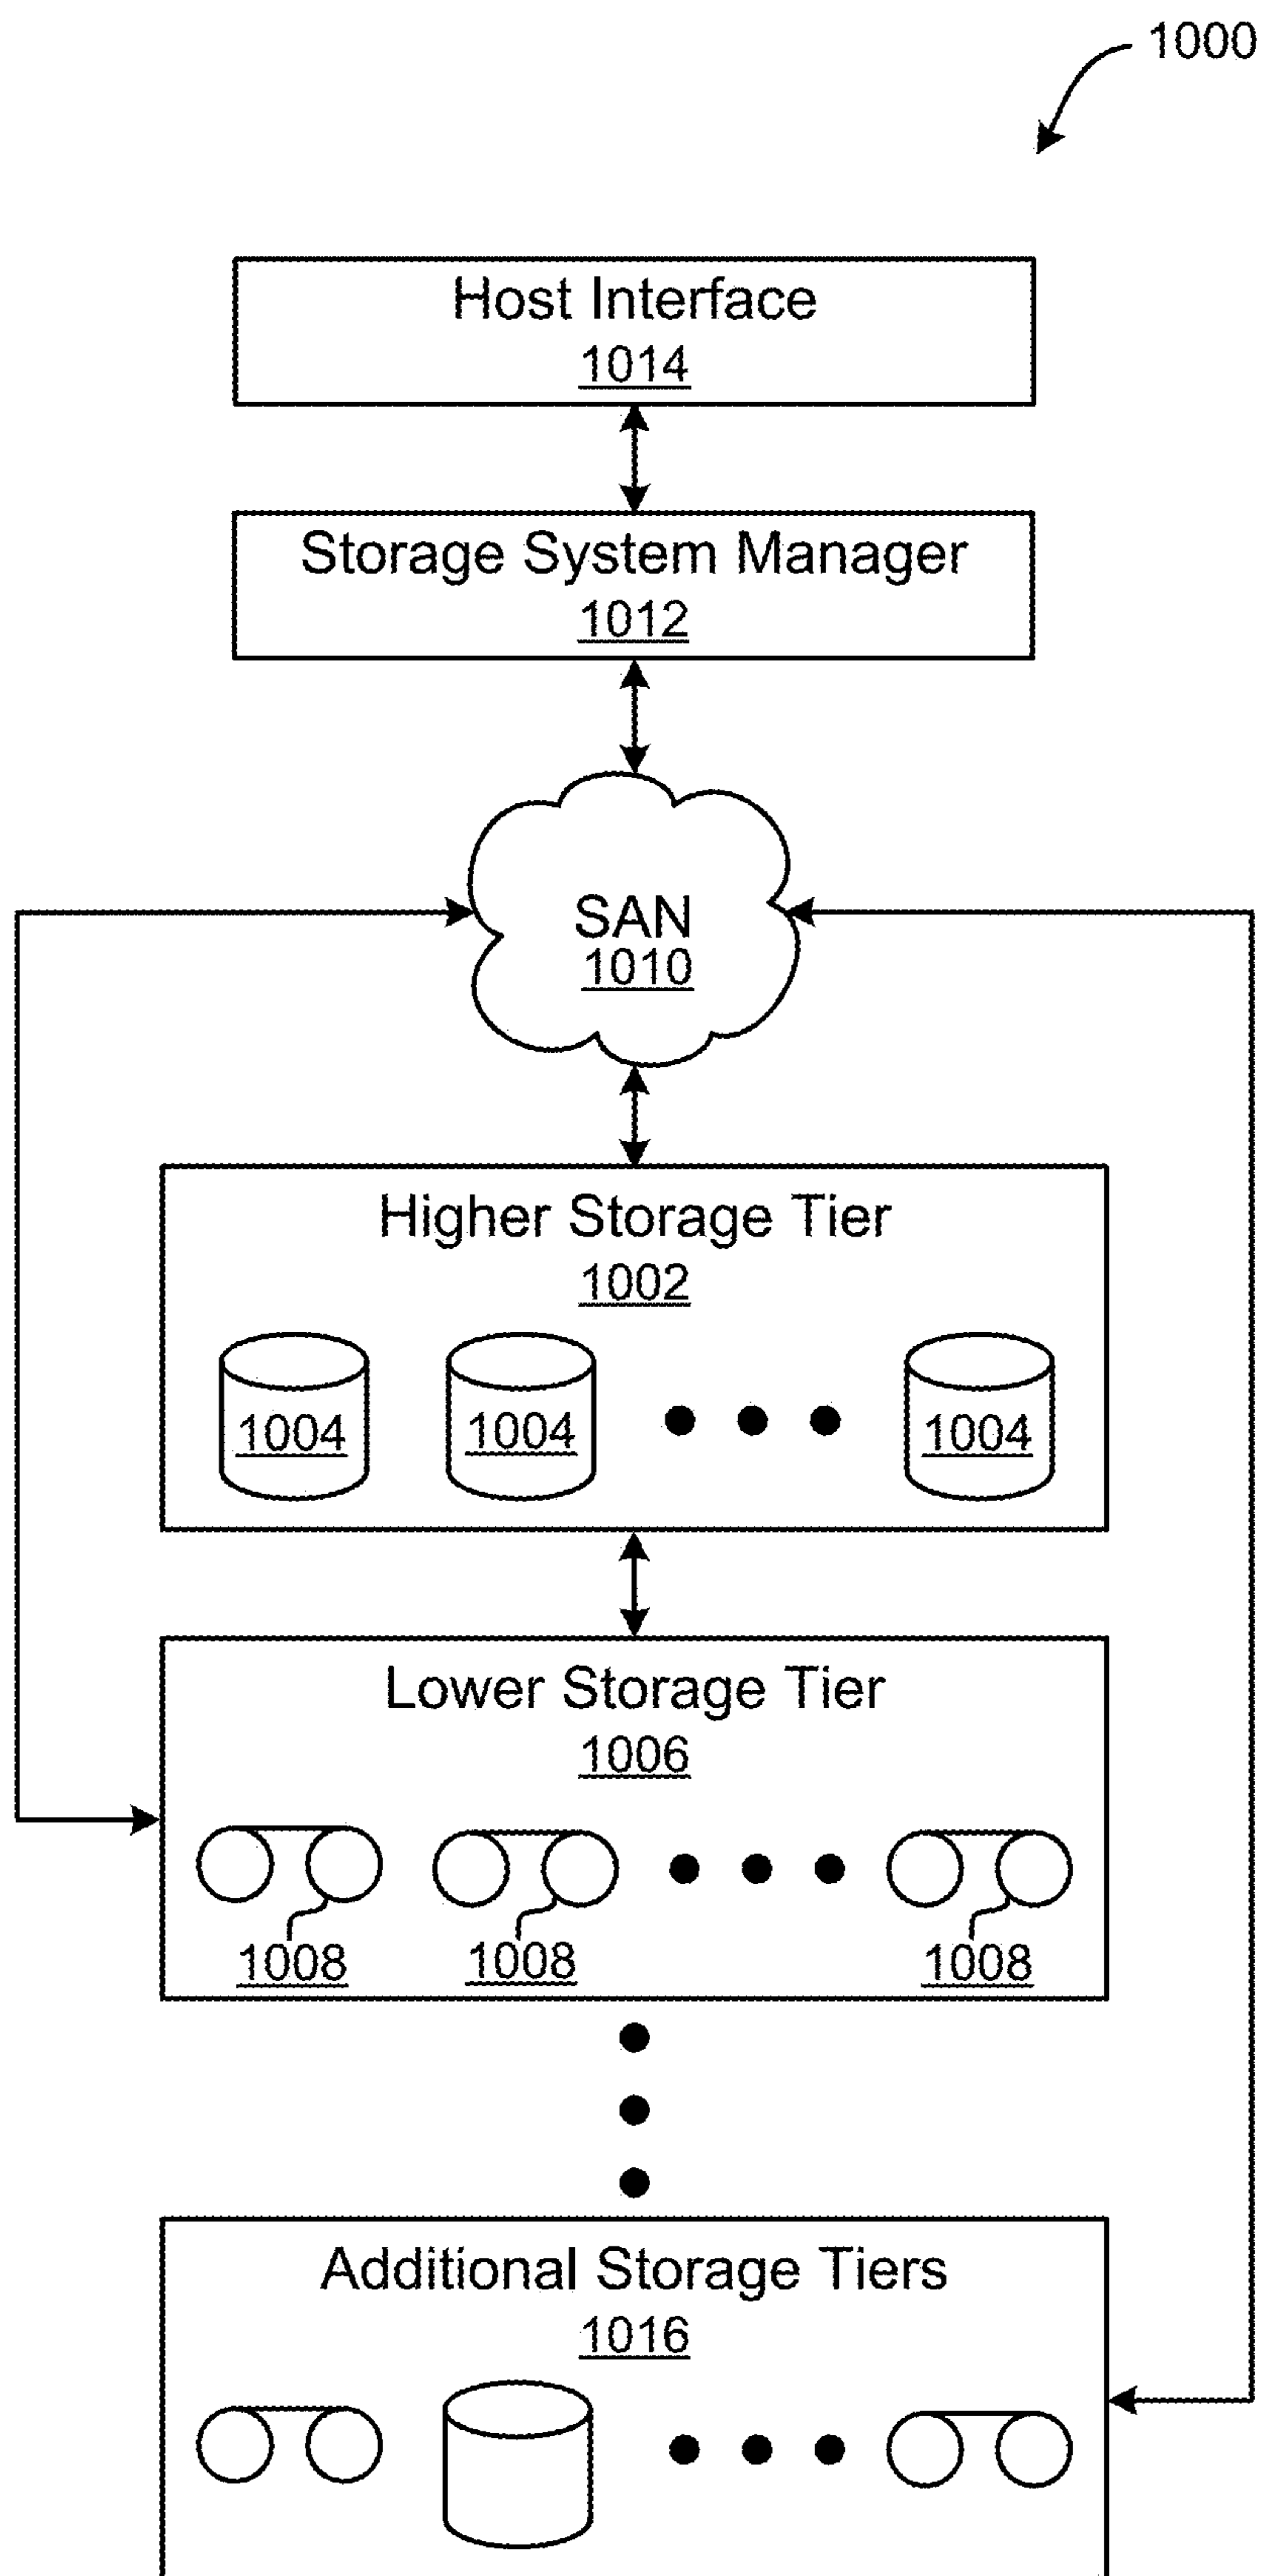 1000
Host Interface
1014
Storage System Manager
1012
SAN
1010
Higher Storage Tier
1002
1004 1004 1004
Lower Storage Tier
1006
1008 1008 1008
Additional Storage Tiers
1016